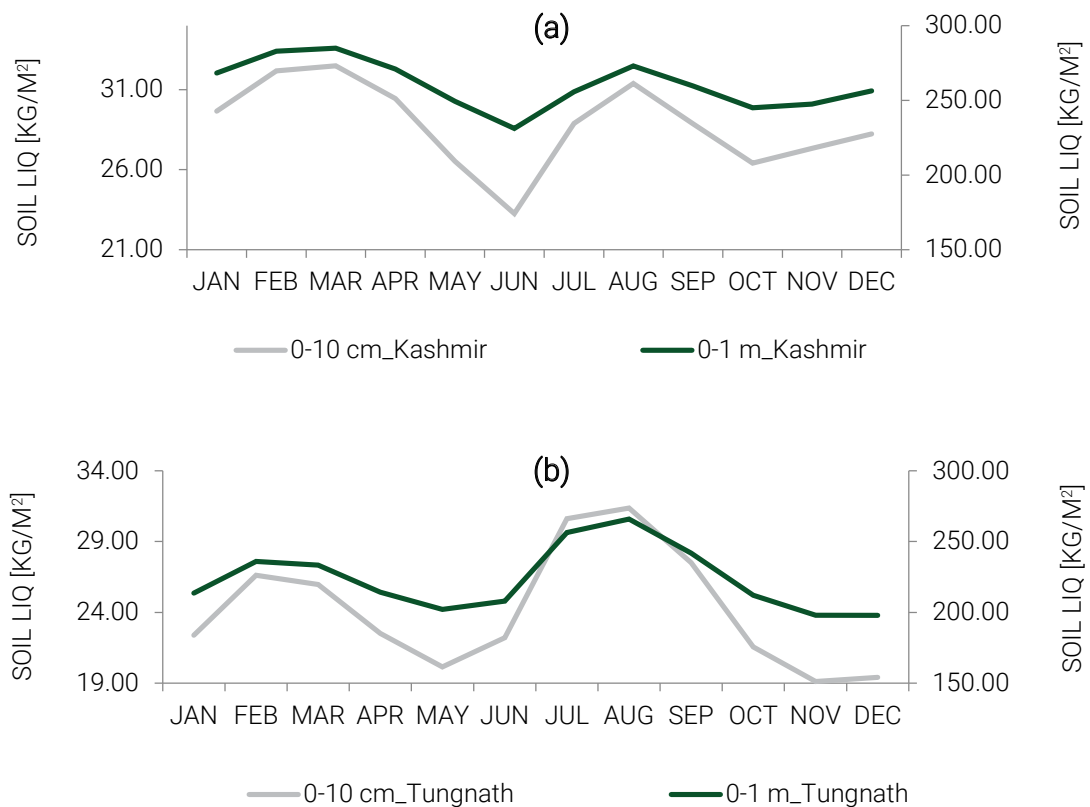 (a)
SOIL LIQ [KG/M²]
31.00
26.00
21.00
300.00
250.00
200.00
150.00
SOIL LIQ [KG/M²]
JAN FEB MAR APR MAY JUN JUL AUG SEP OCT NOV DEC
0-10 cm_Kashmir 0-1 m_Kashmir
(b)
SOIL LIQ [KG/M²]
34.00
29.00
24.00
19.00
300.00
250.00
200.00
150.00
SOIL LIQ [KG/M²]
JAN FEB MAR APR MAY JUN JUL AUG SEP OCT NOV DEC
0-10 cm_Tungnath 0-1 m_Tungnath